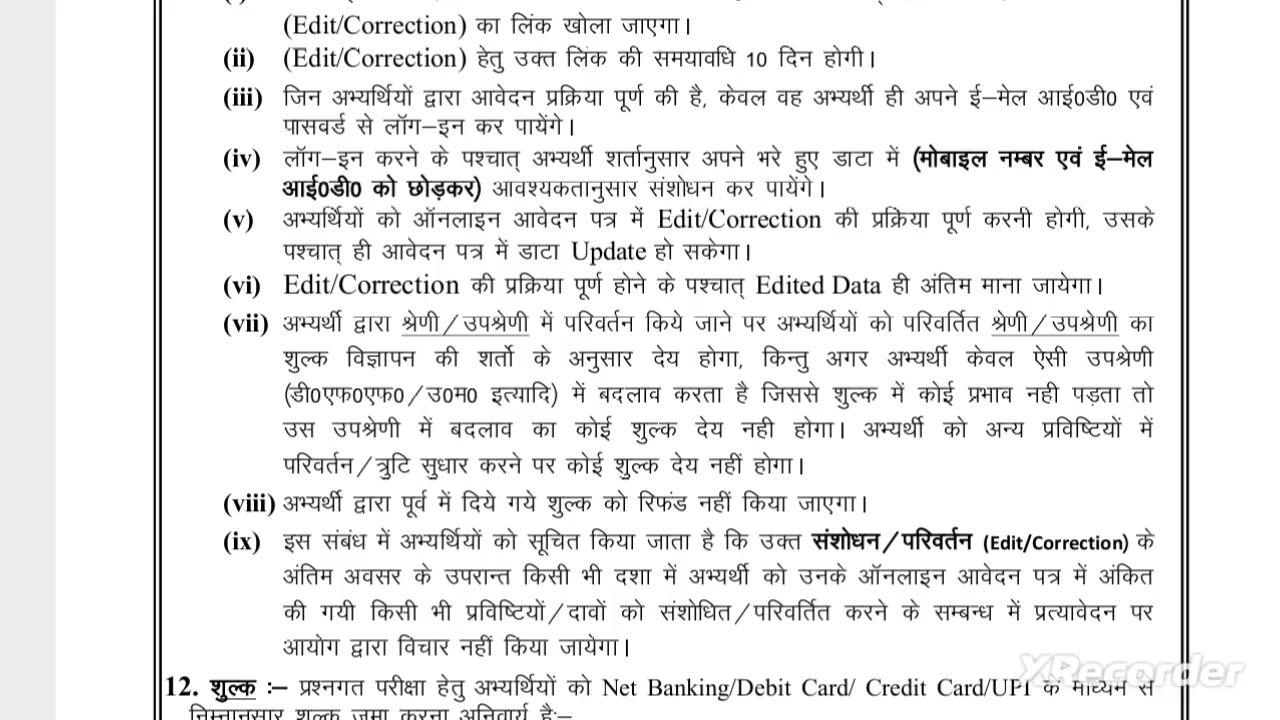 (Edit/Correction) का लिंक खोला जाएगा।
(ii) (Edit/Correction) हेतु उक्त लिंक की समयावधि 10 दिन होगी।
(iii) जिन अभ्यर्थियों द्वारा आवेदन प्रक्रिया पूर्ण की है, केवल वह अभ्यर्थी ही अपने ई–मेल आई0डी0 एवं
पासवर्ड से लॉग–इन कर पायेंगे।
(iv) लॉग–इन करने के पश्चात् अभ्यर्थी शर्तानुसार अपने भरे हुए डाटा में (मोबाइल नम्बर एवं ई–मेल
आई0डी0 को छोड़कर) आवश्यकतानुसार संशोधन कर पायेंगे।
(v) अभ्यर्थियों को ऑनलाइन आवेदन पत्र में Edit/Correction की प्रक्रिया पूर्ण करनी होगी, उसके
पश्चात् ही आवेदन पत्र में डाटा Update हो सकेगा।
(vi) Edit/Correction की प्रक्रिया पूर्ण होने के पश्चात् Edited Data ही अंतिम माना जायेगा।
(vii) अभ्यर्थी द्वारा श्रेणी/उपश्रेणी में परिवर्तन किये जाने पर अभ्यर्थियों को परिवर्तित श्रेणी/उपश्रेणी का
शुल्क विज्ञापन की शर्तो के अनुसार देय होगा, किन्तु अगर अभ्यर्थी केवल ऐसी उपश्रेणी
(डी0एफ0एफ0/उ0म0 इत्यादि) में बदलाव करता है जिससे शुल्क में कोई प्रभाव नही पड़ता तो
उस उपश्रेणी में बदलाव का कोई शुल्क देय नही होगा। अभ्यर्थी को अन्य प्रविष्टियों में
परिवर्तन/त्रुटि सुधार करने पर कोई शुल्क देय नहीं होगा।
(viii) अभ्यर्थी द्वारा पूर्व में दिये गये शुल्क को रिफंड नहीं किया जाएगा।
(ix) इस संबंध में अभ्यर्थियों को सूचित किया जाता है कि उक्त संशोधन/परिवर्तन (Edit/Correction) के
अंतिम अवसर के उपरान्त किसी भी दशा में अभ्यर्थी को उनके ऑनलाइन आवेदन पत्र में अंकित
की गयी किसी भी प्रविष्टियों/दावों को संशोधित/परिवर्तित करने के सम्बन्ध में प्रत्यावेदन पर
आयोग द्वारा विचार नहीं किया जायेगा।
XRecorder
12. शुल्क :– प्रश्नगत परीक्षा हेतु अभ्यर्थियों को Net Banking/Debit Card/ Credit Card/UPI के माध्यम से
निम्नानुसार शुल्क जमा करना अनिवार्य है:–